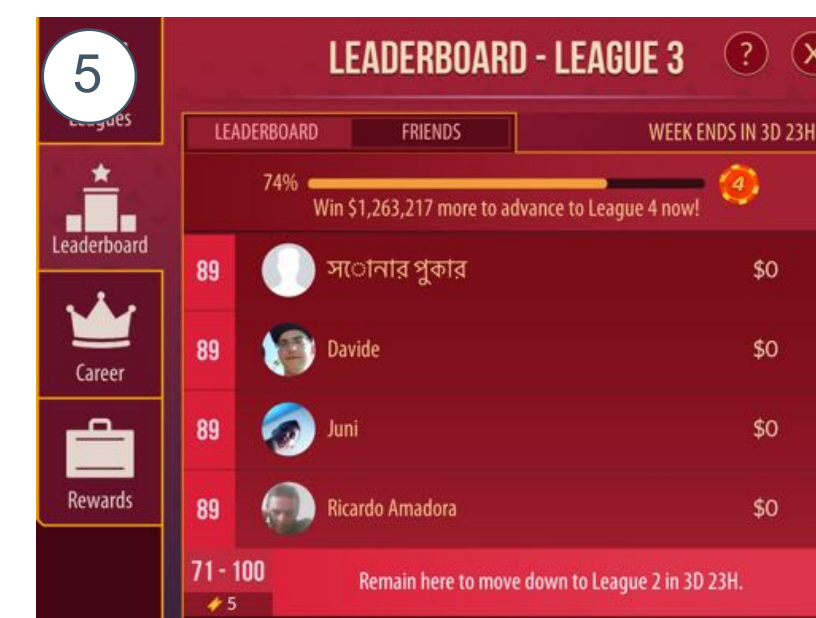 5
Leagues
LEADERBOARD - LEAGUE 3
?
X
LEADERBOARD
FRIENDS
WEEK ENDS IN 3D 23H
74%
4
Win $1,263,217 more to advance to League 4 now!
Leaderboard
Career
Rewards
89 সোনার পুকার $0
89 Davide $0
89 Juni $0
89 Ricardo Amadora $0
71 - 100
5
Remain here to move down to League 2 in 3D 23H.